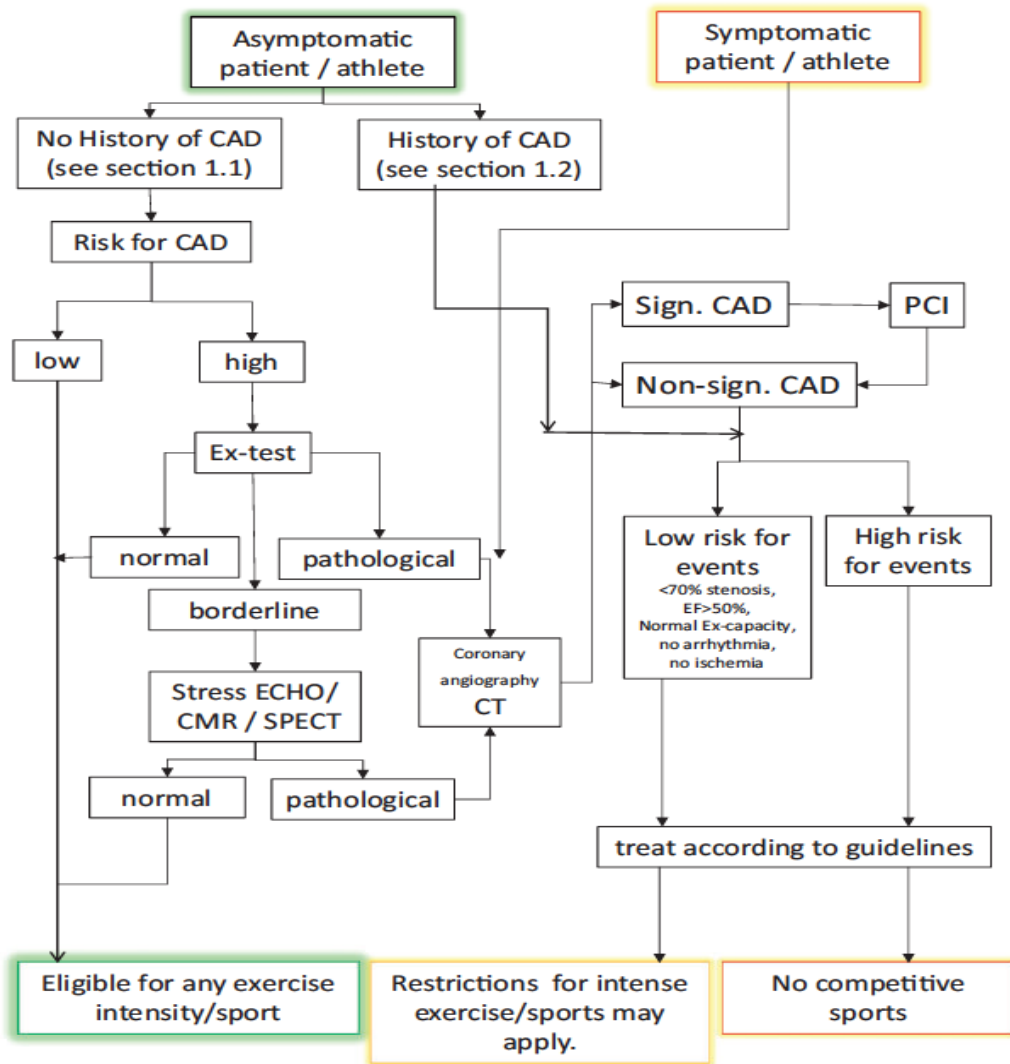 Asymptomatic
patient / athlete
Symptomatic
patient / athlete
No History of CAD
(see section 1.1)
History of CAD
(see section 1.2)
Risk for CAD
Sign. CAD
PCI
low
high
Non-sign. CAD
Ex-test
normal
pathological
Low risk for
events
<70% stenosis,
EF>50%,
Normal Ex-capacity,
no arrhythmia,
no ischemia
High risk
for events
borderline
Coronary
angiography
CT
Stress ECHO/
CMR / SPECT
normal
pathological
treat according to guidelines
Eligible for any exercise
intensity/sport
Restrictions for intense
exercise/sports may
apply.
No competitive
sports